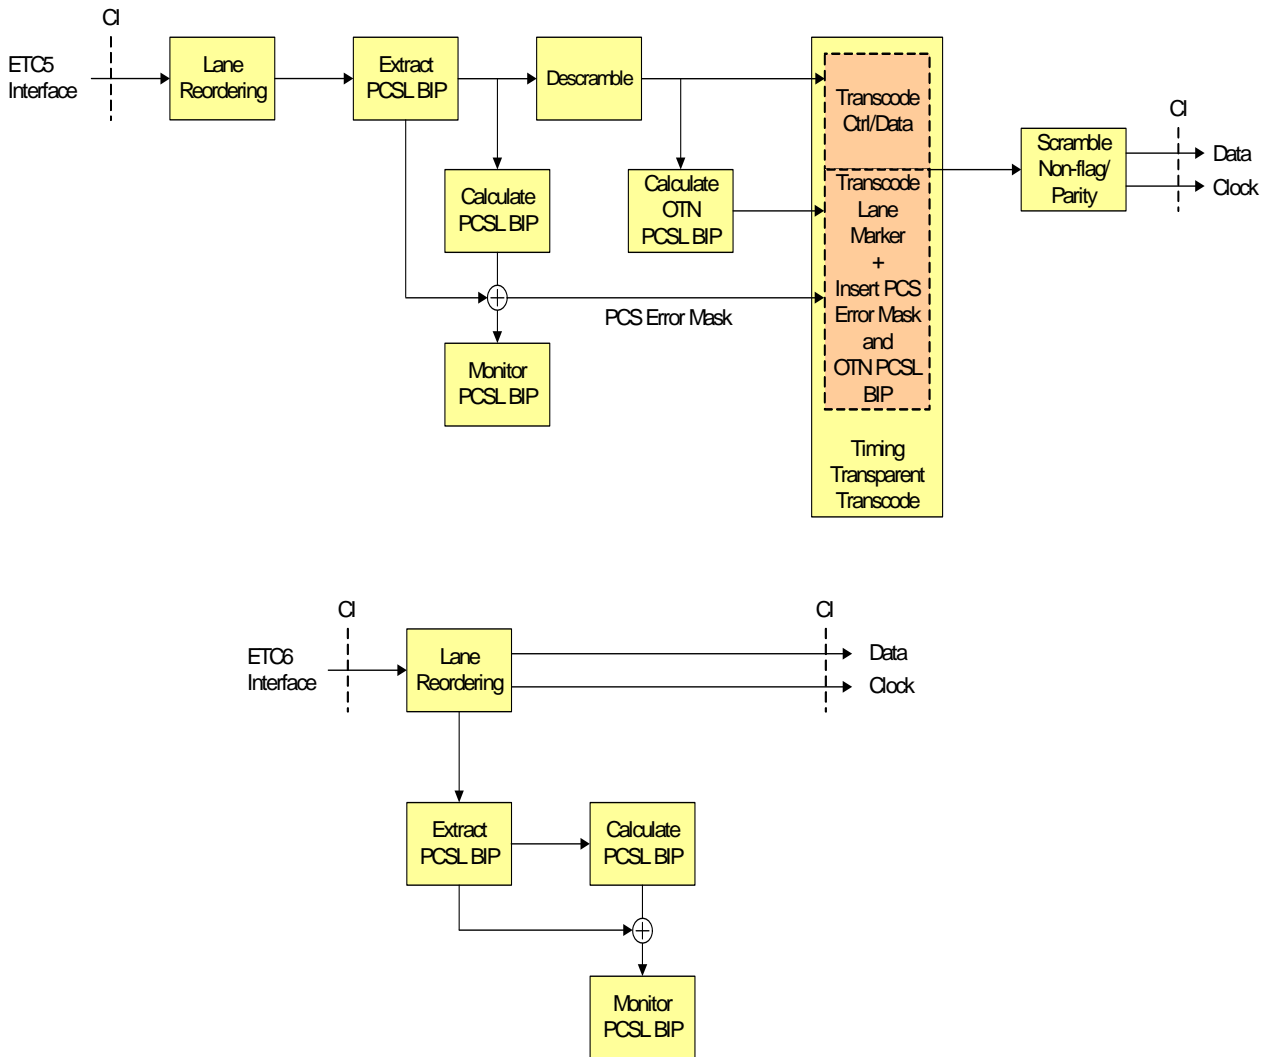 CI
ETC5
Interface
Lane
Reordering
Extract
PCSL BIP
Descramble
Calculate
PCSL BIP
Calculate
OTN
PCSL BIP
PCS Error Mask
Monitor
PCSL BIP
Transcode
Ctrl/Data
Transcode
Lane
Marker
+
Insert PCS
Error Mask
and
OTN PCSL
BIP
Timing
Transparent
Transcode
Scramble
Non-flag/
Parity
CI
Data
Clock
CI
ETC6
Interface
Lane
Reordering
CI
Data
Clock
Extract
PCSL BIP
Calculate
PCSL BIP
Monitor
PCSL BIP